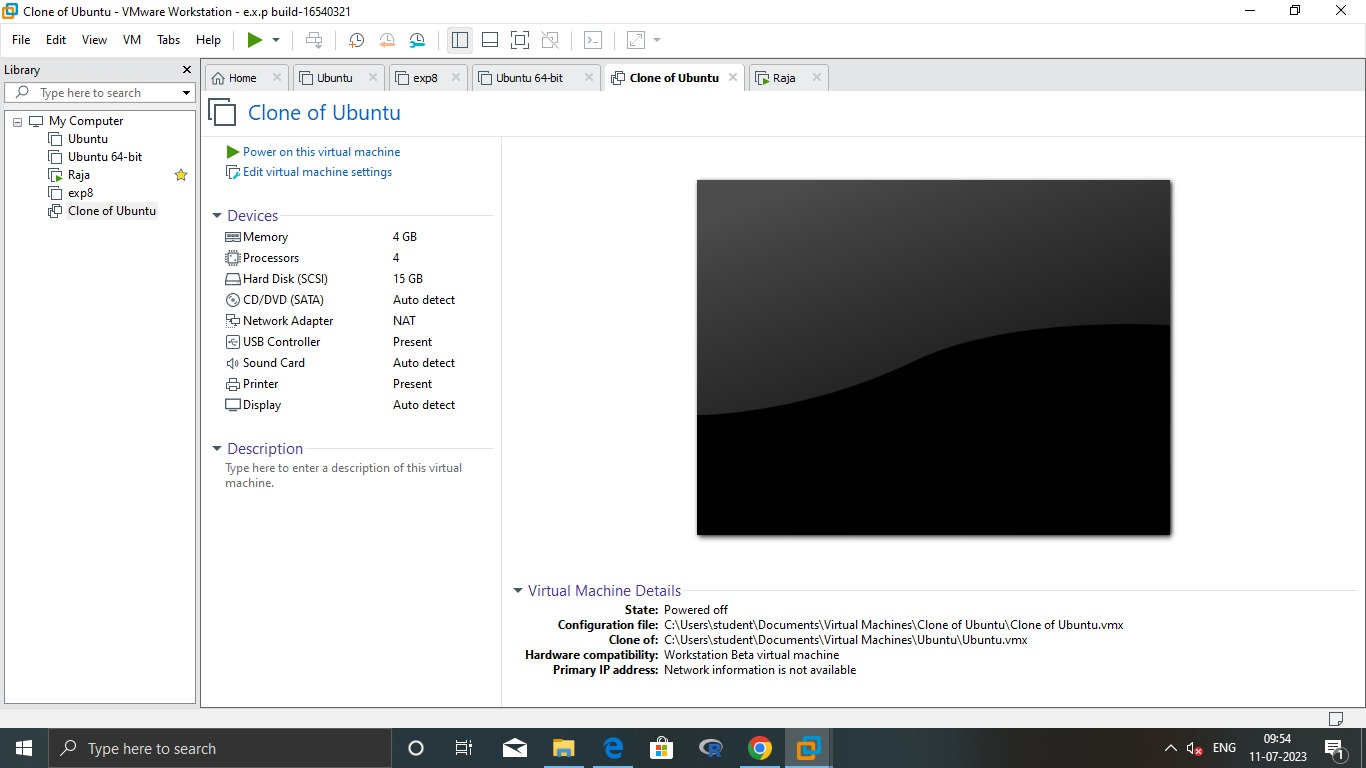 Clone of Ubuntu - VMware Workstation - e.x.p build-16540321
File Edit View VM Tabs Help
Library
Type here to search
My Computer
Ubuntu
Ubuntu 64-bit
Raja
exp8
Clone of Ubuntu
Home Ubuntu exp8 Ubuntu 64-bit Clone of Ubuntu Raja
Clone of Ubuntu
Power on this virtual machine
Edit virtual machine settings
Devices
Memory 4 GB
Processors 4
Hard Disk (SCSI) 15 GB
CD/DVD (SATA) Auto detect
Network Adapter NAT
USB Controller Present
Sound Card Auto detect
Printer Present
Display Auto detect
Description
Type here to enter a description of this virtual
machine.
Virtual Machine Details
State: Powered off
Configuration file: C:\Users\student\Documents\Virtual Machines\Clone of Ubuntu\Clone of Ubuntu.vmx
Clone of: C:\Users\student\Documents\Virtual Machines\Ubuntu\Ubuntu.vmx
Hardware compatibility: Workstation Beta virtual machine
Primary IP address: Network information is not available
Type here to search
R
ENG
09:54
11-07-2023
1